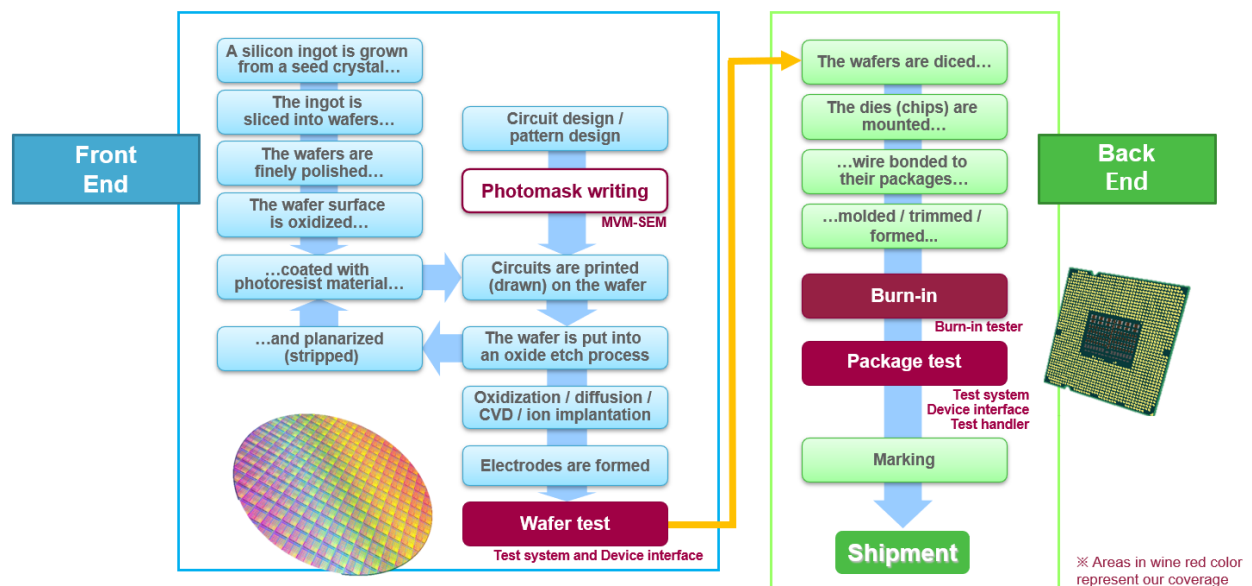 Front
End
A silicon ingot is grown
from a seed crystal…
The ingot is
sliced into wafers…
The wafers are
finely polished…
The wafer surface
is oxidized…
…coated with
photoresist material…
…and planarized
(stripped)
Circuit design /
pattern design
Photomask writing
MVM-SEM
Circuits are printed
(drawn) on the wafer
The wafer is put into
an oxide etch process
Oxidization / diffusion /
CVD / ion implantation
Electrodes are formed
Wafer test
Test system and Device interface
The wafers are diced…
The dies (chips) are
mounted…
…wire bonded to
their packages…
…molded / trimmed /
formed...
Burn-in
Burn-in tester
Package test
Test system
Device interface
Test handler
Marking
Shipment
Back
End
※ Areas in wine red color
represent our coverage